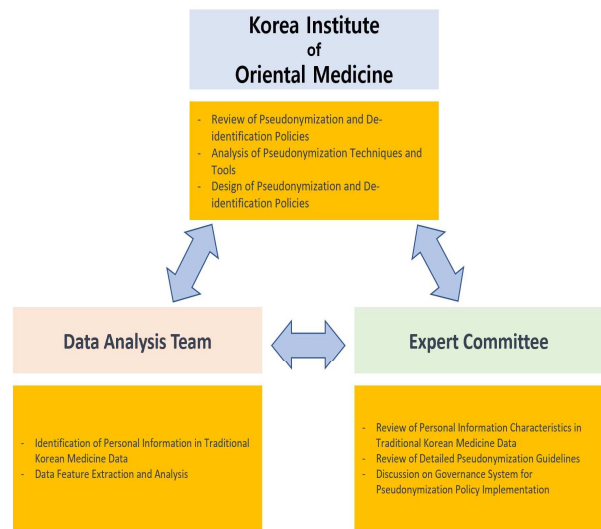 Korea Institute
of
Oriental Medicine
- Review of Pseudonymization and De-
identification Policies
- Analysis of Pseudonymization Techniques and
Tools
- Design of Pseudonymization and De-
identification Policies
Data Analysis Team
- Identification of Personal Information in Traditional
Korean Medicine Data
- Data Feature Extraction and Analysis
Expert Committee
- Review of Personal Information Characteristics in
Traditional Korean Medicine Data
- Review of Detailed Pseudonymization Guidelines
- Discussion on Governance System for
Pseudonymization Policy Implementation